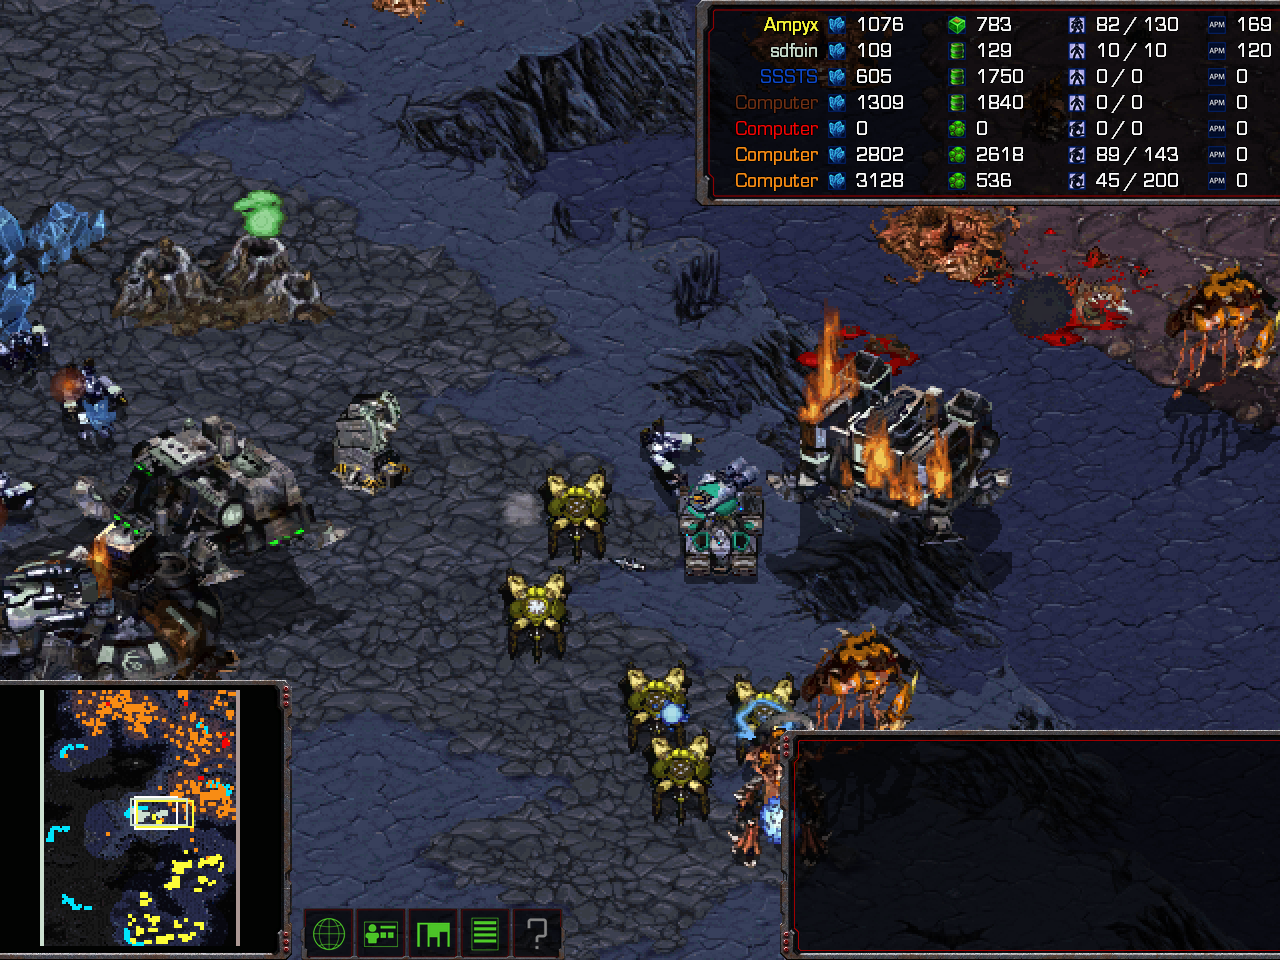 Ampyx 1076 783 82 / 130 APM 169
sdfoin 109 129 10 / 10 APM 120
SSSTS 605 1750 0 / 0 APM 0
Computer 1309 1840 0 / 0 APM 0
Computer 0 0 0 / 0 APM 0
Computer 2802 2618 89 / 143 APM 0
Computer 3128 536 45 / 200 APM 0
?